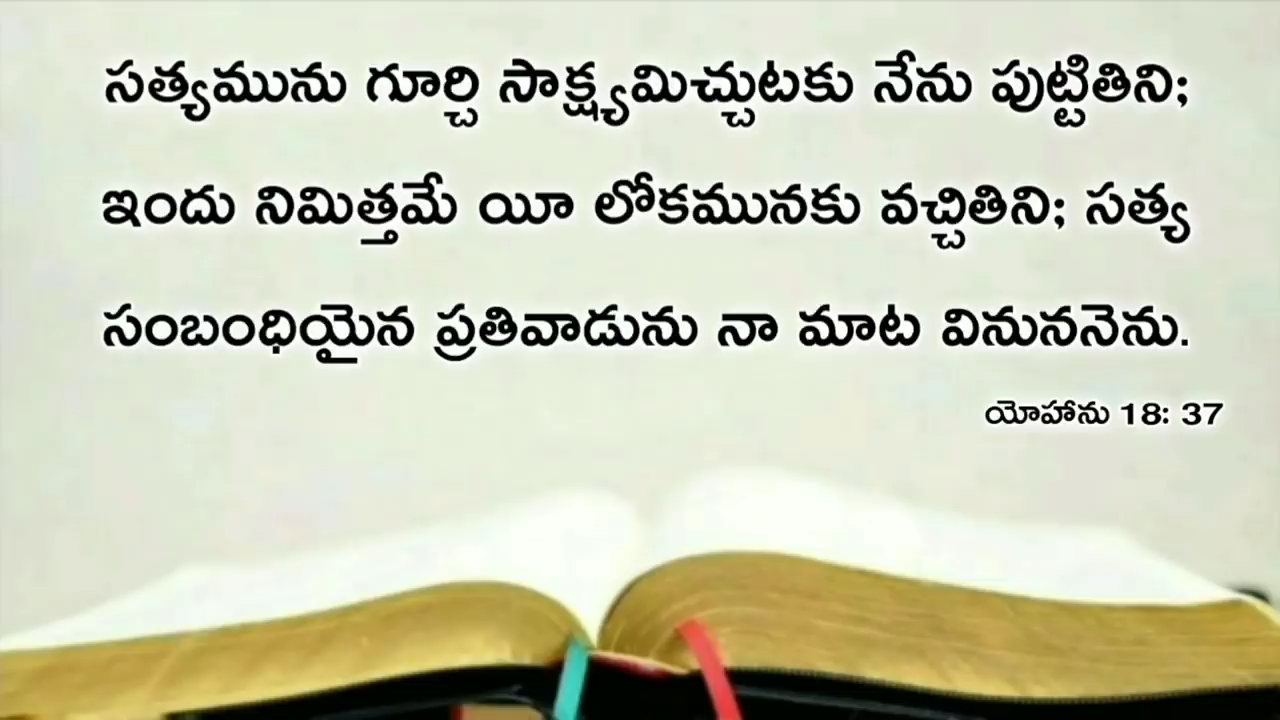 సత్యమును గూర్చి సాక్ష్యమిచ్చుటకు నేను పుట్టితిని;
ఇందు నిమిత్తమే యీ లోకమునకు వచ్చితిని; సత్య
సంబంధియైన ప్రతివాడును నా మాట వినుననెను.
యోహాను 18: 37